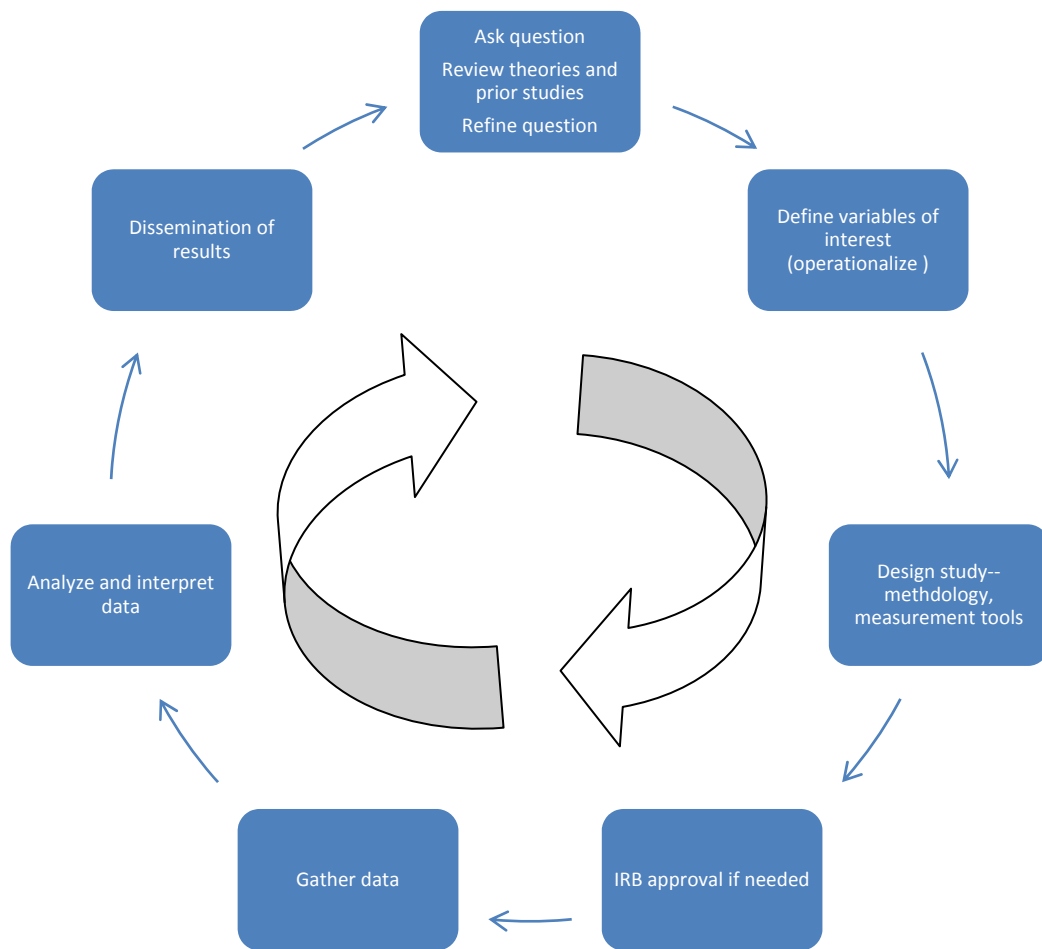 Ask question
Review theories and
prior studies
Refine question
Define variables of
interest
(operationalize )
Design study--
methdology,
measurement tools
IRB approval if needed
Gather data
Analyze and interpret
data
Dissemination of
results